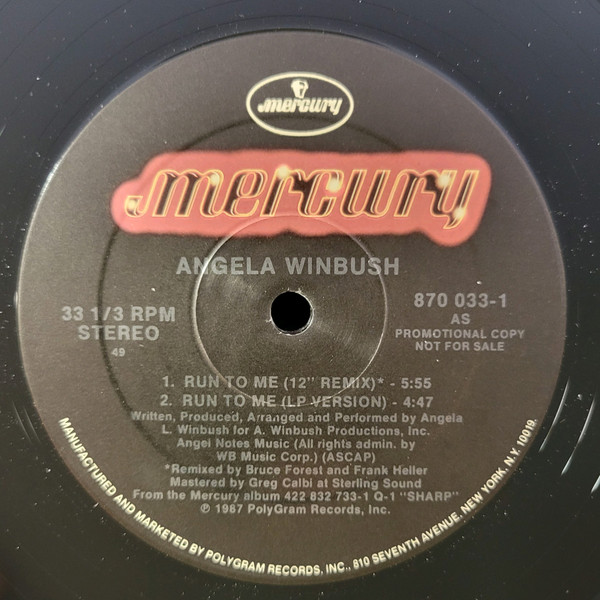 mercury
mercury
ANGELA WINBUSH
33 1/3 RPM
STEREO
49
870 033-1
AS
PROMOTIONAL COPY
NOT FOR SALE
1. RUN TO ME (12" REMIX)* - 5:55
2. RUN TO ME (LP VERSION) - 4:47
Written, Produced, Arranged and Performed by Angela
L. Winbush for A. Winbush Productions, Inc.
Angel Notes Music (All rights admin. by
WB Music Corp.) (ASCAP)
*Remixed by Bruce Forest and Frank Heller
Mastered by Greg Calbi at Sterling Sound
From the Mercury album 422 832 733-1 Q-1 "SHARP"
℗ 1987 PolyGram Records, Inc.
MANUFACTURED AND MARKETED BY POLYGRAM RECORDS, INC., 810 SEVENTH AVENUE, NEW YORK, N.Y. 10019.